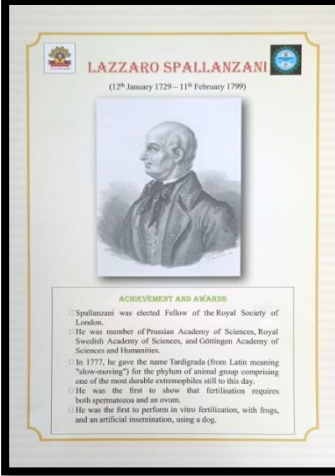 LAZZARO SPALLANZANI
(12th January 1729 – 11th February 1799)
ACHIEVEMENT AND AWARDS
Spallanzani was elected Fellow of the Royal Society of
London.
He was member of Prussian Academy of Sciences, Royal
Swedish Academy of Sciences, and Göttingen Academy of
Sciences and Humanities.
In 1777, he gave the name Tardigrada (from Latin meaning
"slow-moving") for the phylum of animal group comprising
one of the most durable extremophiles still to this day.
He was the first to show that fertilisation requires
both spermatozoa and an ovum.
He was the first to perform in vitro fertilization, with frogs,
and an artificial insemination, using a dog.